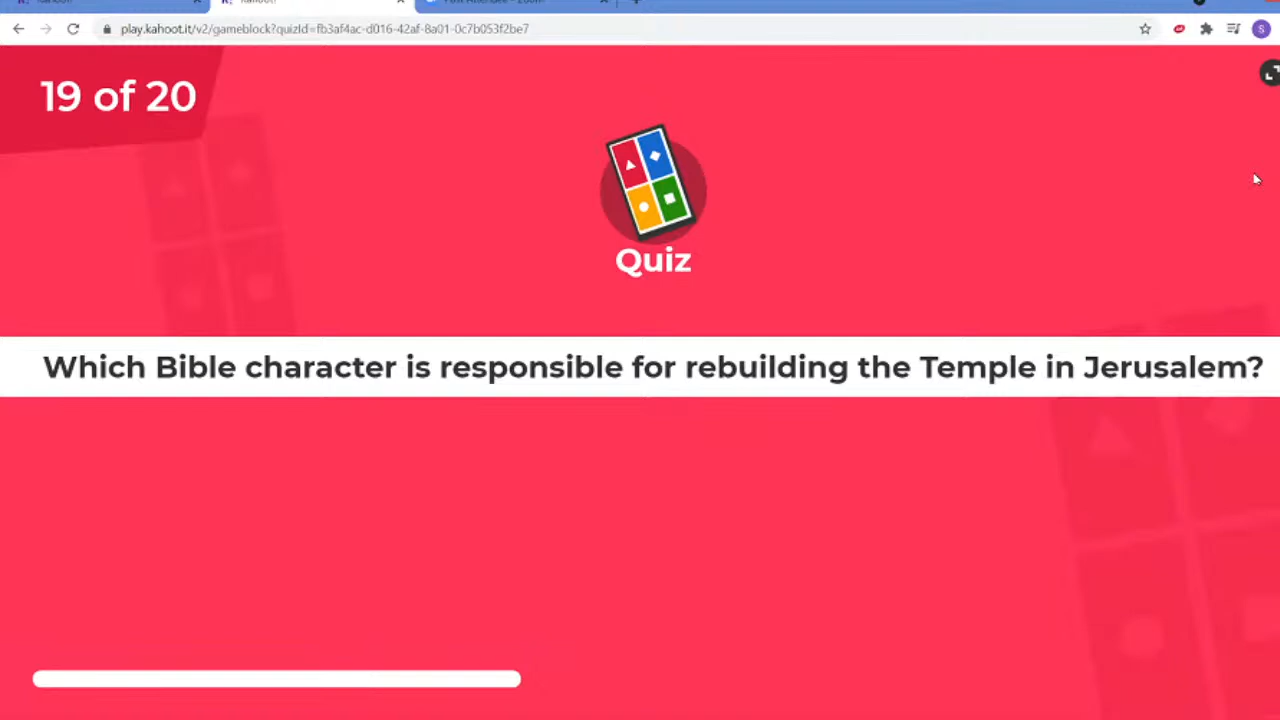 play.kahoot.it/v2/gameblock?quizId=fb3af4ac-d016-42af-8a01-0c7b053f2be7
19 of 20
Quiz
Which Bible character is responsible for rebuilding the Temple in Jerusalem?